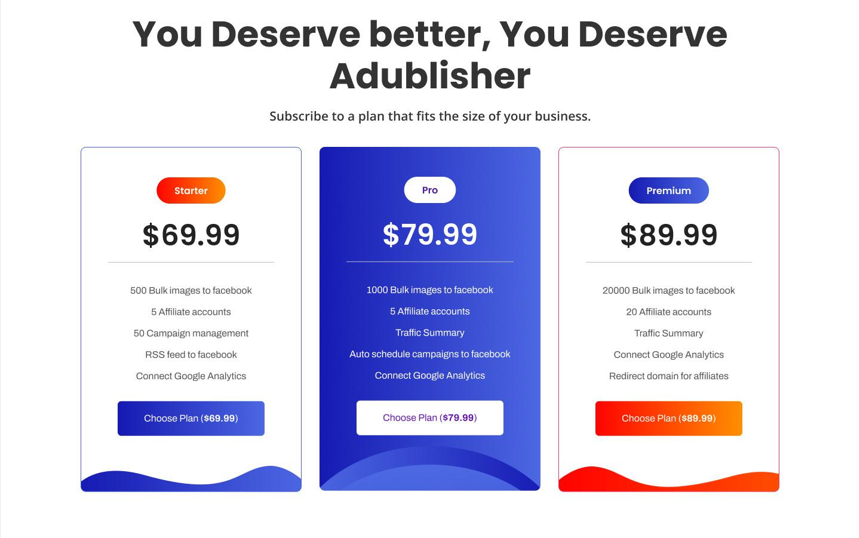 You Deserve better, You Deserve
Adublisher
Subscribe to a plan that fits the size of your business.
Starter
$69.99
500 Bulk images to facebook
5 Affiliate accounts
50 Campaign management
RSS feed to facebook
Connect Google Analytics
Choose Plan ($69.99)
Pro
$79.99
1000 Bulk images to facebook
5 Affiliate accounts
Traffic Summary
Auto schedule campaigns to facebook
Connect Google Analytics
Choose Plan ($79.99)
Premium
$89.99
20000 Bulk images to facebook
20 Affiliate accounts
Traffic Summary
Connect Google Analytics
Redirect domain for affiliates
Choose Plan ($89.99)